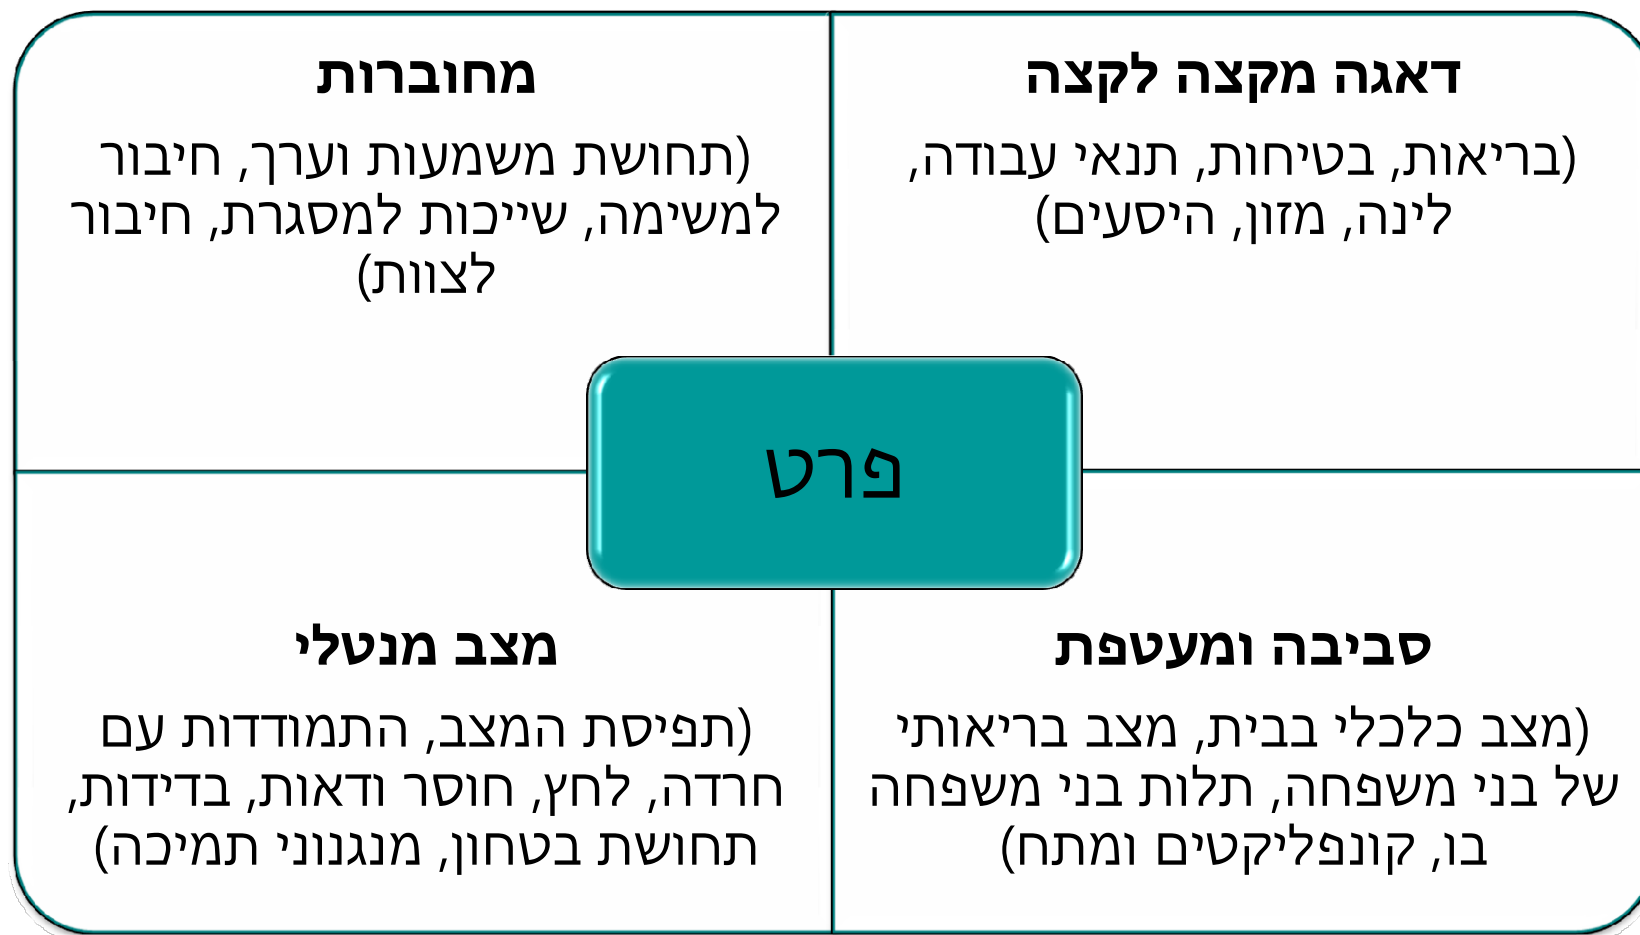 דאגה מקצה לקצה
(בריאות, בטיחות, תנאי עבודה,
לינה, מזון, היסעים)
מחוברות
(תחושת משמעות וערך, חיבור
למשימה, שייכות למסגרת, חיבור
לצוות)
פרט
סביבה ומעטפת
(מצב כלכלי בבית, מצב בריאותי
של בני משפחה, תלות בני משפחה
בו, קונפליקטים ומתח)
מצב מנטלי
(תפיסת המצב, התמודדות עם
חרדה, לחץ, חוסר ודאות, בדידות,
תחושת בטחון, מנגנוני תמיכה)